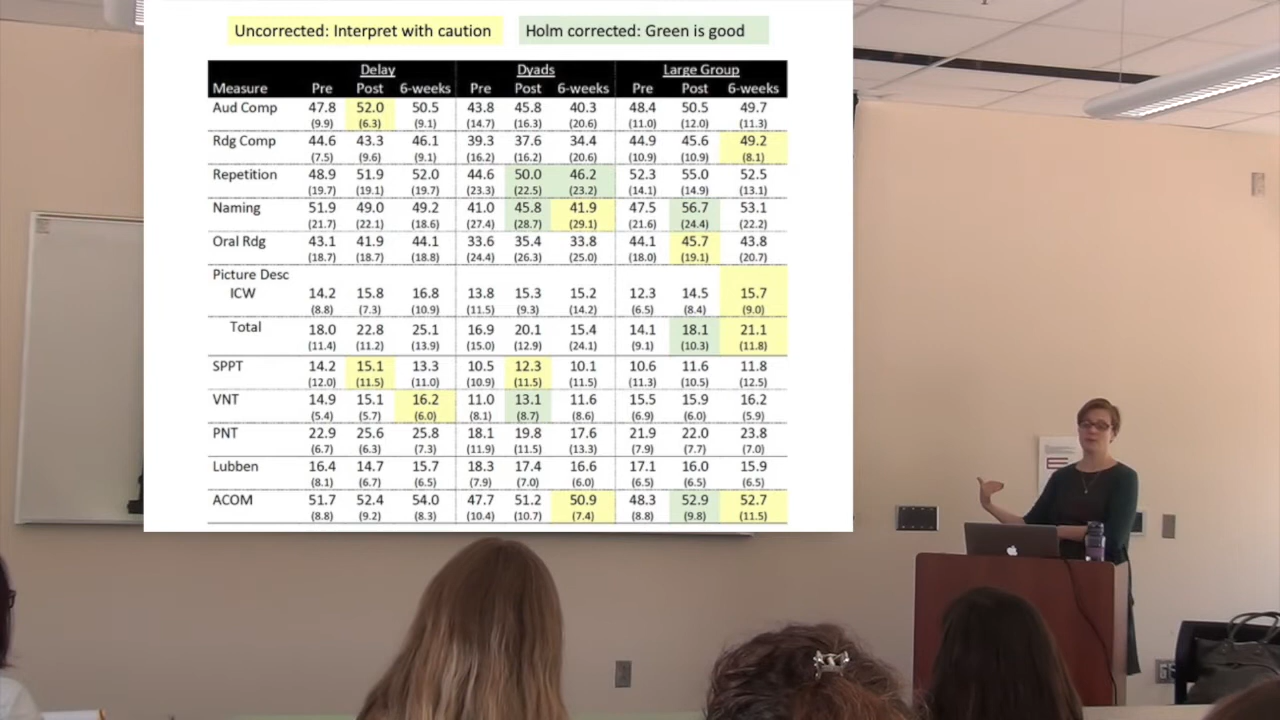 Uncorrected: Interpret with caution Holm corrected: Green is good
Delay Dyads Large Group
Measure Pre Post 6-weeks Pre Post 6-weeks Pre Post 6-weeks
Aud Comp 47.8 52.0 50.5 43.8 45.8 40.3 48.4 50.5 49.7
(9.9) (6.3) (9.1) (14.7) (16.3) (20.6) (11.0) (12.0) (11.3)
Rdg Comp 44.6 43.3 46.1 39.3 37.6 34.4 44.9 45.6 49.2
(7.5) (9.6) (9.1) (16.2) (16.2) (20.6) (10.9) (10.9) (8.1)
Repetition 48.9 51.9 52.0 44.6 50.0 46.2 52.3 55.0 52.5
(19.7) (19.1) (19.7) (23.3) (22.5) (23.2) (14.1) (14.9) (13.1)
Naming 51.9 49.0 49.2 41.0 45.8 41.9 47.5 56.7 53.1
(21.7) (22.1) (18.6) (27.4) (28.7) (29.1) (21.6) (24.4) (22.2)
Oral Rdg 43.1 41.9 44.1 33.6 35.4 33.8 44.1 45.7 43.8
(18.7) (18.7) (18.8) (24.4) (26.3) (25.0) (18.0) (19.1) (20.7)
Picture Desc
ICW 14.2 15.8 16.8 13.8 15.3 15.2 12.3 14.5 15.7
(8.8) (7.3) (10.9) (11.5) (9.3) (14.2) (6.5) (8.4) (9.0)
Total 18.0 22.8 25.1 16.9 20.1 15.4 14.1 18.1 21.1
(11.4) (11.2) (13.9) (15.0) (12.9) (24.1) (9.1) (10.3) (11.8)
SPPT 14.2 15.1 13.3 10.5 12.3 10.1 10.6 11.6 11.8
(12.0) (11.5) (11.0) (10.9) (11.5) (11.5) (11.3) (10.5) (12.5)
VNT 14.9 15.1 16.2 11.0 13.1 11.6 15.5 15.9 16.2
(5.4) (5.7) (6.0) (8.1) (8.7) (8.6) (6.9) (6.0) (5.9)
PNT 22.9 25.6 25.8 18.1 19.8 17.6 21.9 22.0 23.8
(6.7) (6.3) (7.3) (11.9) (11.5) (13.3) (7.9) (7.7) (7.0)
Lubben 16.4 14.7 15.7 18.3 17.4 16.6 17.1 16.0 15.9
(8.1) (6.7) (6.5) (7.9) (7.0) (6.0) (6.5) (6.5) (6.5)
ACOM 51.7 52.4 54.0 47.7 51.2 50.9 48.3 52.9 52.7
(8.8) (9.2) (8.3) (10.4) (10.7) (7.4) (8.8) (9.8) (11.5)